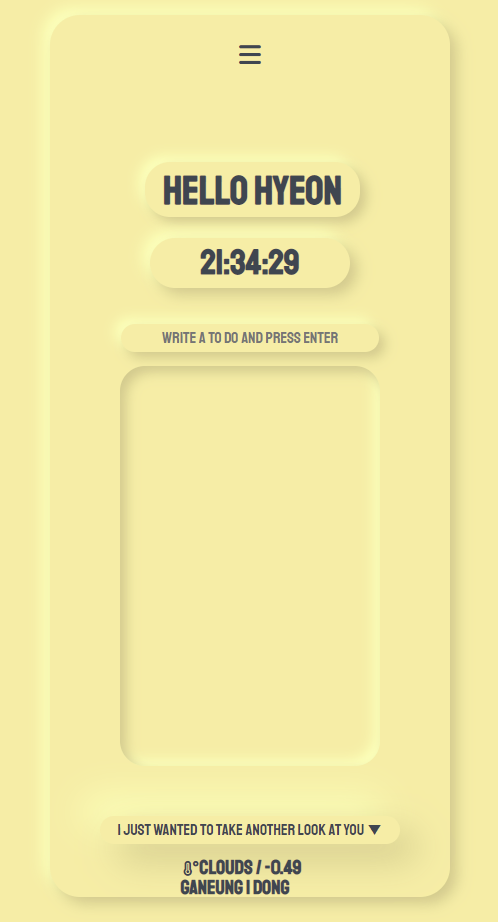 HELLO HYEON
21:34:29
WRITE A TO DO AND PRESS ENTER
I JUST WANTED TO TAKE ANOTHER LOOK AT YOU ▼
🌡°CLOUDS / -0.49
GANEUNG 1 DONG